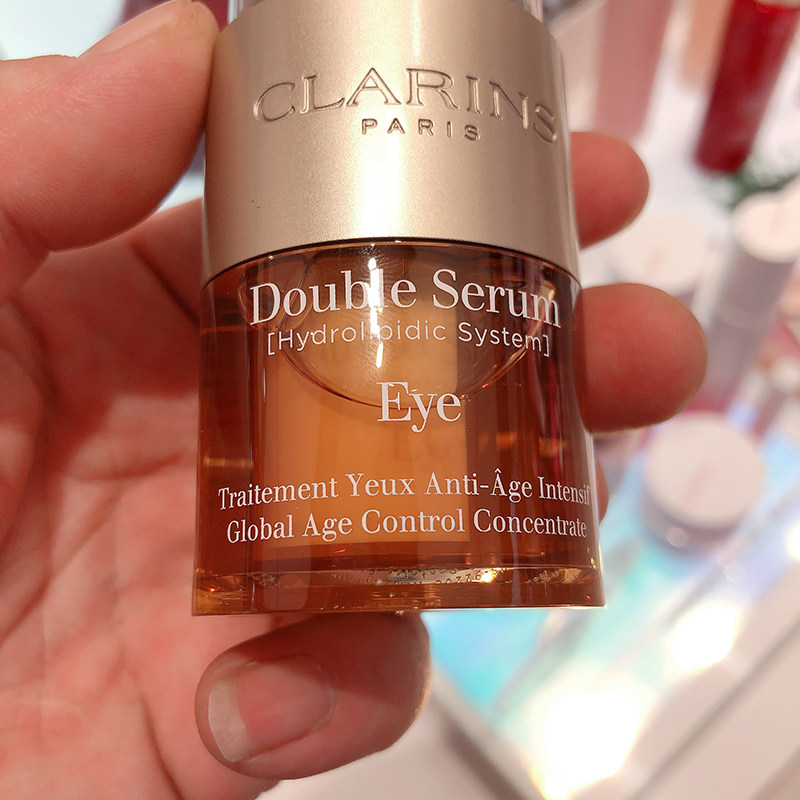 CLARINS
PARIS
Double Serum
[Hydrolipidic System]
Eye
Traitement Yeux Anti-Âge Intensif
Global Age Control Concentrate